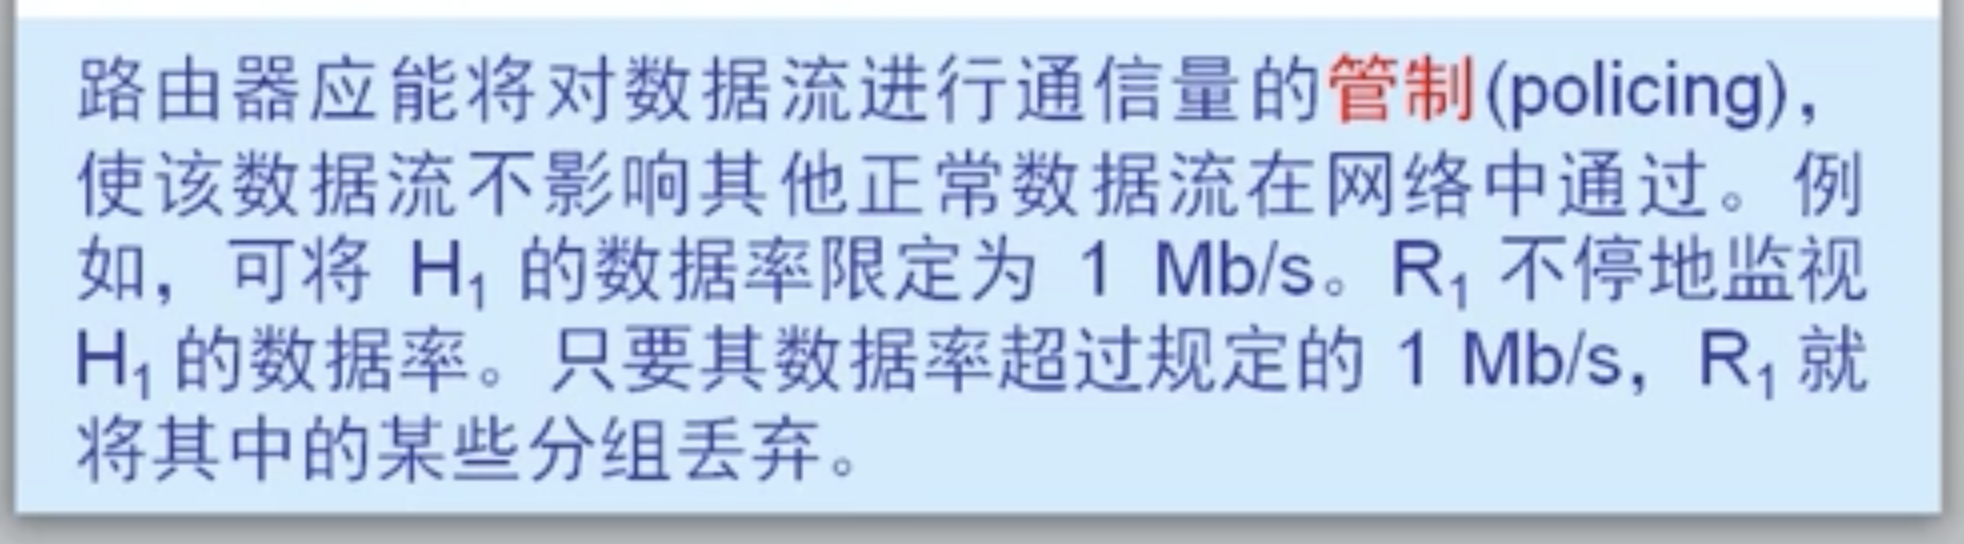 路由器应能将对数据流进行通信量的管制(policing)，
使该数据流不影响其他正常数据流在网络中通过。例
如，可将 H₁ 的数据率限定为 1 Mb/s。R₁ 不停地监视
H₁ 的数据率。只要其数据率超过规定的 1 Mb/s，R₁ 就
将其中的某些分组丢弃。